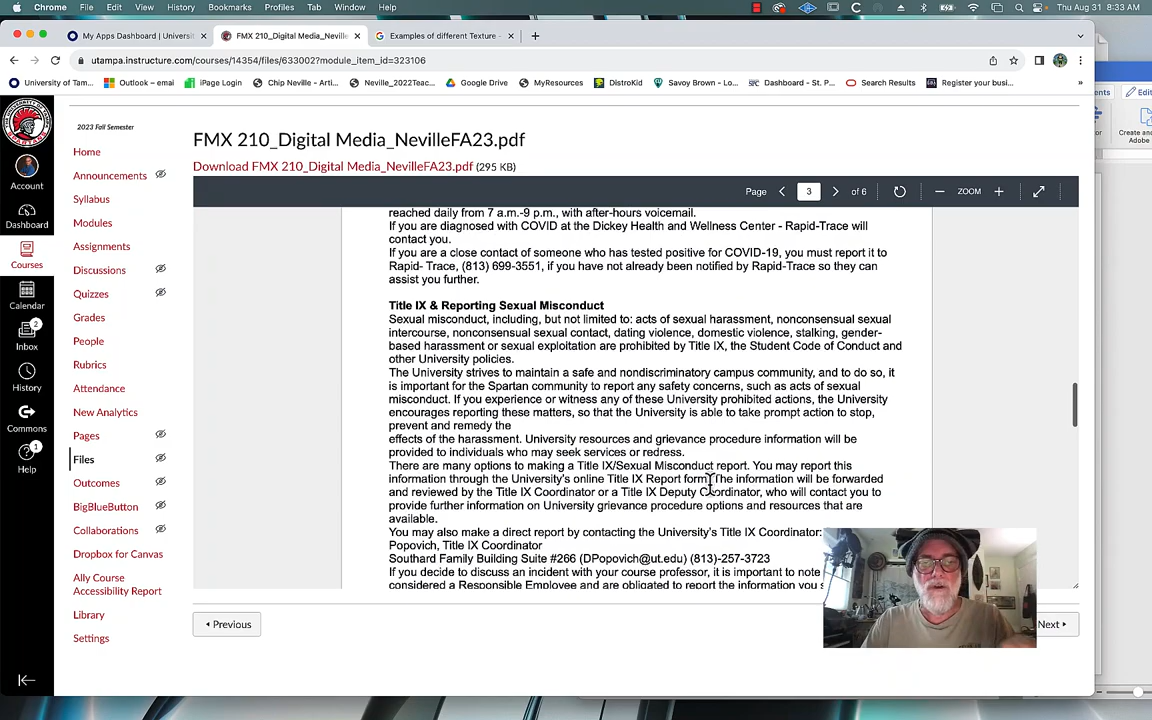 Chrome File Edit View History Bookmarks Profiles Tab Window Help Thu Aug 31 8:33 AM
My Apps Dashboard | Universit
FMX 210_Digital Media_Neville
Examples of different Texture -
utampa.instructure.com/courses/14354/files/633002?module_item_id=323106
University of Tam...
Outlook – emai
iPage Login
Chip Neville - Arti...
Neville_2022Teac...
Google Drive
MyResources
DistroKid
Savoy Brown - Lo...
Dashboard - St. P...
Search Results
Register your busi...
ents
Edit
tor
Create and
Adobe
Account
Dashboard
Courses
Calendar
2
Inbox
History
Commons
1
Help
2023 Fall Semester
Home
Announcements
Syllabus
Modules
Assignments
Discussions
Quizzes
Grades
People
Rubrics
Attendance
New Analytics
Pages
Files
Outcomes
BigBlueButton
Collaborations
Dropbox for Canvas
Ally Course
Accessibility Report
Library
Settings
FMX 210_Digital Media_NevilleFA23.pdf
Download FMX 210_Digital Media_NevilleFA23.pdf (295 KB)
Page 3 of 6 ZOOM
reached daily from 7 a.m.-9 p.m., with after-hours voicemail.
If you are diagnosed with COVID at the Dickey Health and Wellness Center - Rapid-Trace will
contact you.
If you are a close contact of someone who has tested positive for COVID-19, you must report it to
Rapid- Trace, (813) 699-3551, if you have not already been notified by Rapid-Trace so they can
assist you further.
Title IX & Reporting Sexual Misconduct
Sexual misconduct, including, but not limited to: acts of sexual harassment, nonconsensual sexual
intercourse, nonconsensual sexual contact, dating violence, domestic violence, stalking, gender-
based harassment or sexual exploitation are prohibited by Title IX, the Student Code of Conduct and
other University policies.
The University strives to maintain a safe and nondiscriminatory campus community, and to do so, it
is important for the Spartan community to report any safety concerns, such as acts of sexual
misconduct. If you experience or witness any of these University prohibited actions, the University
encourages reporting these matters, so that the University is able to take prompt action to stop,
prevent and remedy the
effects of the harassment. University resources and grievance procedure information will be
provided to individuals who may seek services or redress.
There are many options to making a Title IX/Sexual Misconduct report. You may report this
information through the University's online Title IX Report form. The information will be forwarded
and reviewed by the Title IX Coordinator or a Title IX Deputy Coordinator, who will contact you to
provide further information on University grievance procedure options and resources that are
available.
You may also make a direct report by contacting the University's Title IX Coordinator:
Popovich, Title IX Coordinator
Southard Family Building Suite #266 (DPopovich@ut.edu) (813)-257-3723
If you decide to discuss an incident with your course professor, it is important to note
considered a Responsible Employee and are obligated to report the information you s
Previous
Next